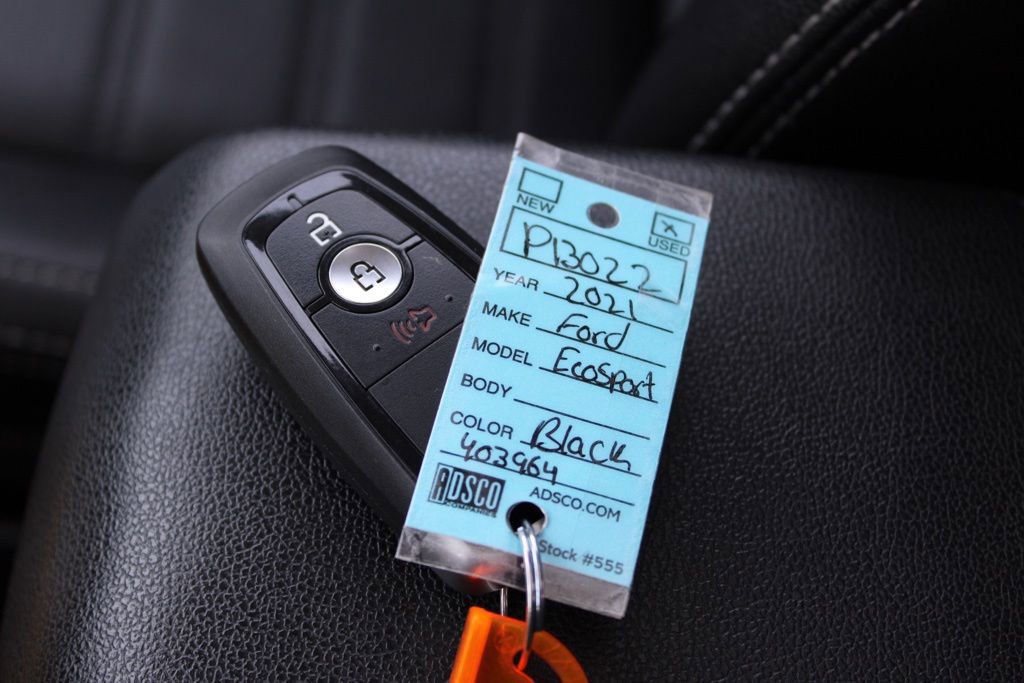 NEW
X
USED
P13022
YEAR 2021
MAKE Ford
MODEL EcoSport
BODY
COLOR Black
403964
ADSCO
COMPANIES
ADSCO.COM
Stock #555